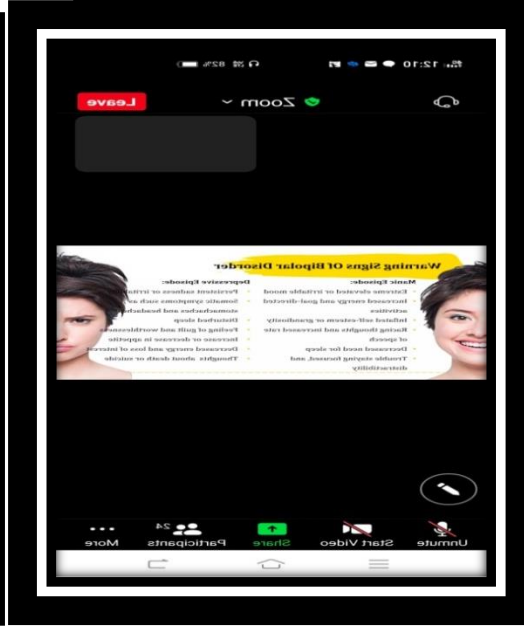 12:10
82%
Zoom
Leave
Warning Signs Of Bipolar Disorder
Manic Episode:
• Extreme elevated or irritable mood
• Increased energy and goal-directed
activities
• Inflated self-esteem or grandiosity
• Racing thoughts and increased rate
of speech
• Decreased need for sleep
• Trouble staying focused, and
distractibility
Depressive Episode:
• Persistent sadness or
• Somatic symptoms such as
stomachaches and
• Disturbed sleep
• Feeling of guilt and worthlessness
• Increase or decrease in appetite
• Decreased energy and loss of interest
• Thoughts about death or suicide
Unmute
Start Video
Share
24
Participants
More